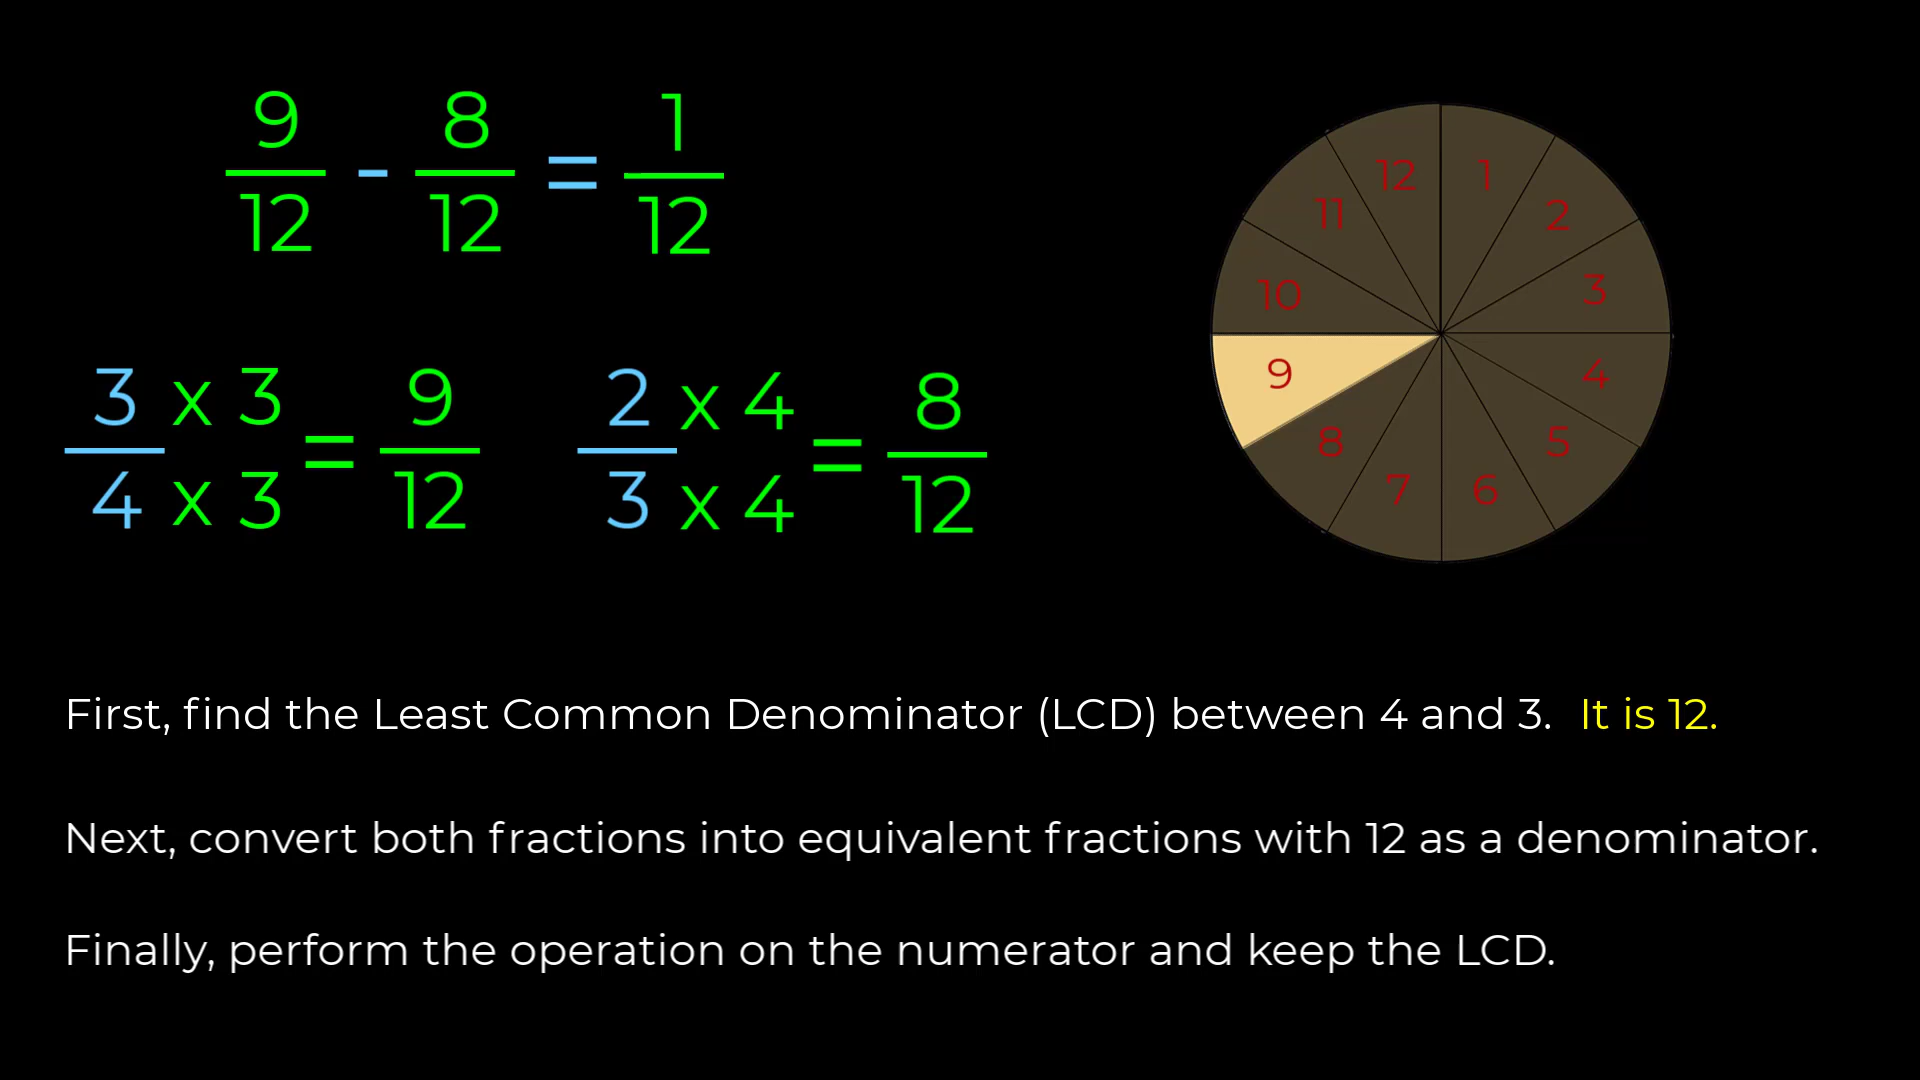 9/12 - 8/12 = 1/12
3 x 3 / 4 x 3 = 9/12
2 x 4 / 3 x 4 = 8/12
1
2
3
4
5
6
7
8
9
10
11
12
First, find the Least Common Denominator (LCD) between 4 and 3. It is 12.
Next, convert both fractions into equivalent fractions with 12 as a denominator.
Finally, perform the operation on the numerator and keep the LCD.